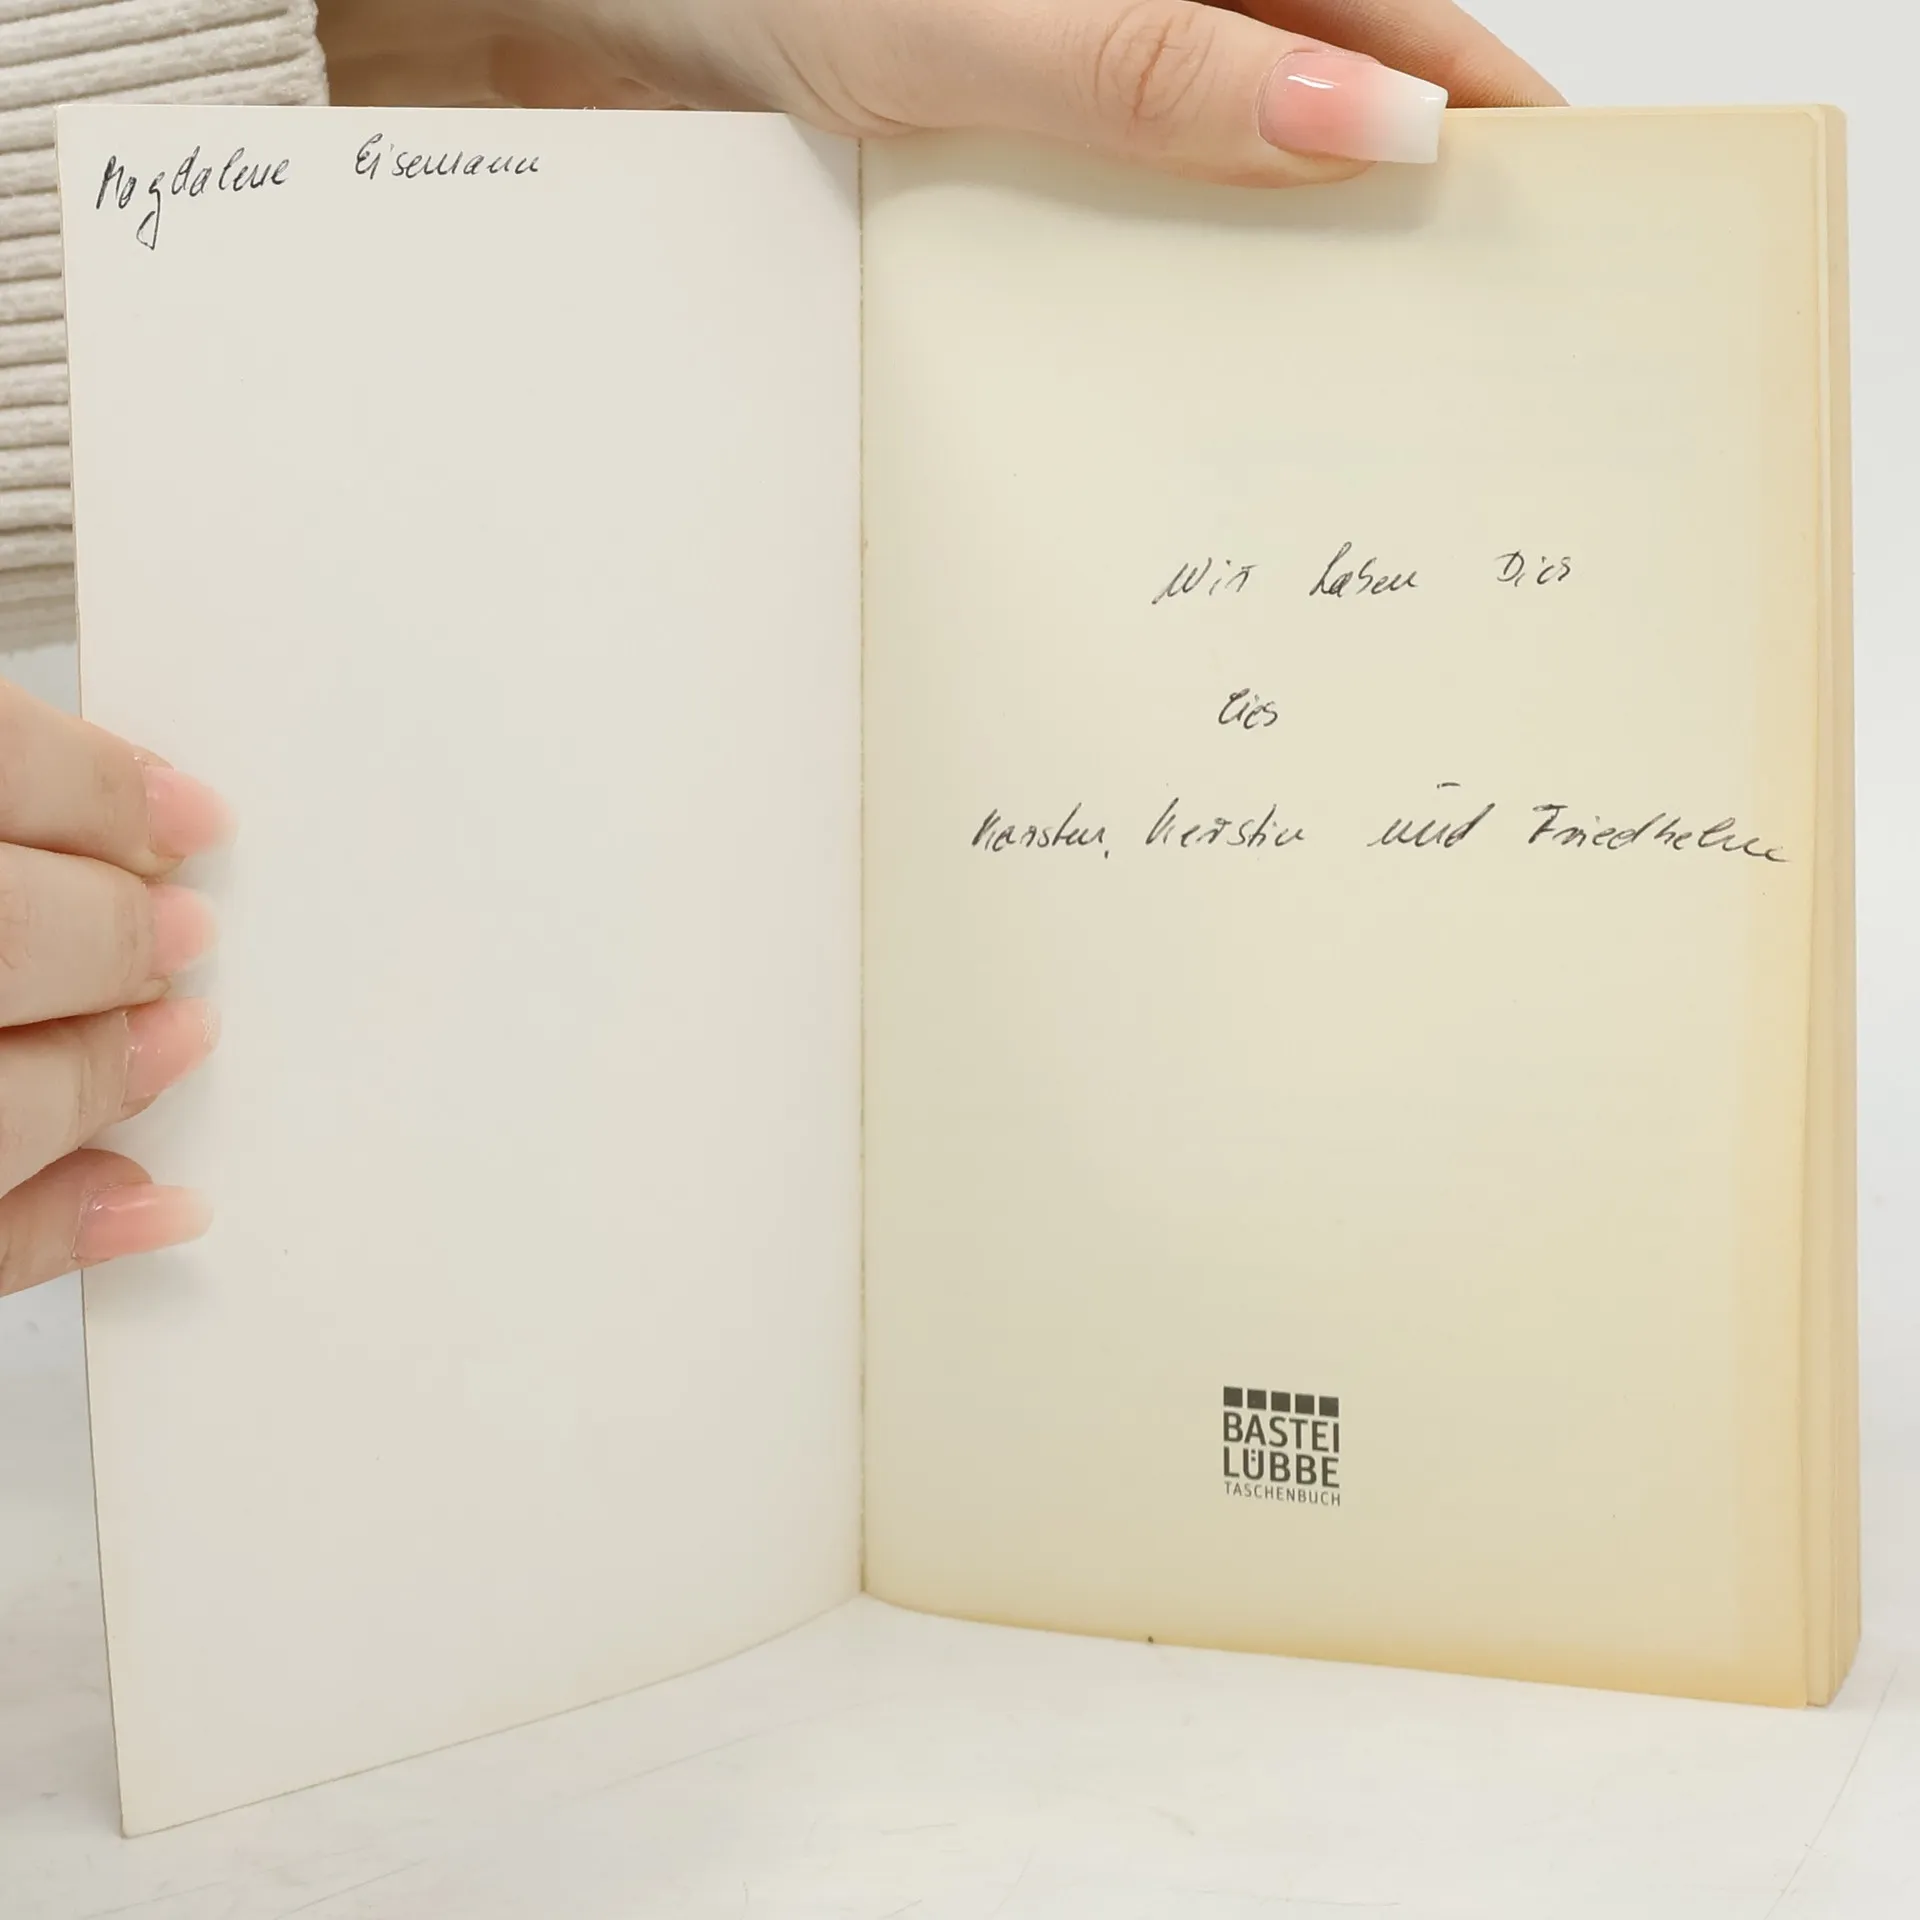 Magdalene Eisemann
Wir haben Dich
lieb
Karsten, Kerstin und Friedhelm
BASTEI
LÜBBE
TASCHENBUCH